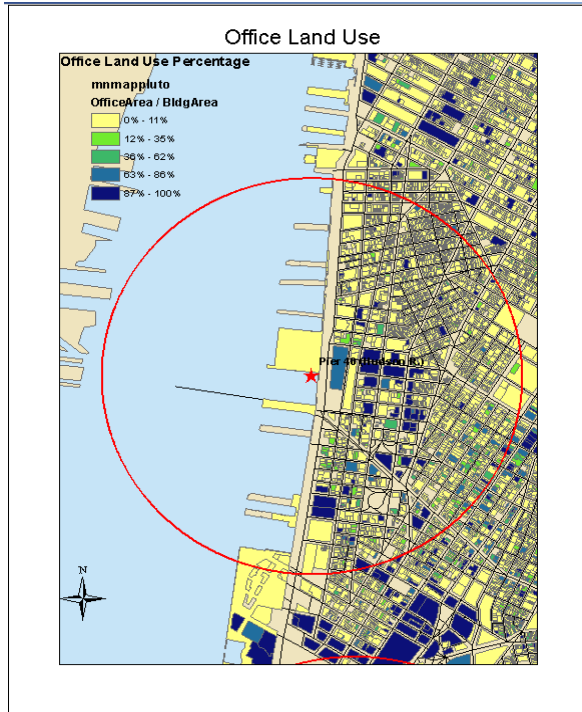 Office Land Use
Office Land Use Percentage
mnmappluto
OfficeArea / BldgArea
0% - 11%
12% - 35%
36% - 62%
63% - 86%
87% - 100%
Pier 40 (Hudson R.)
N